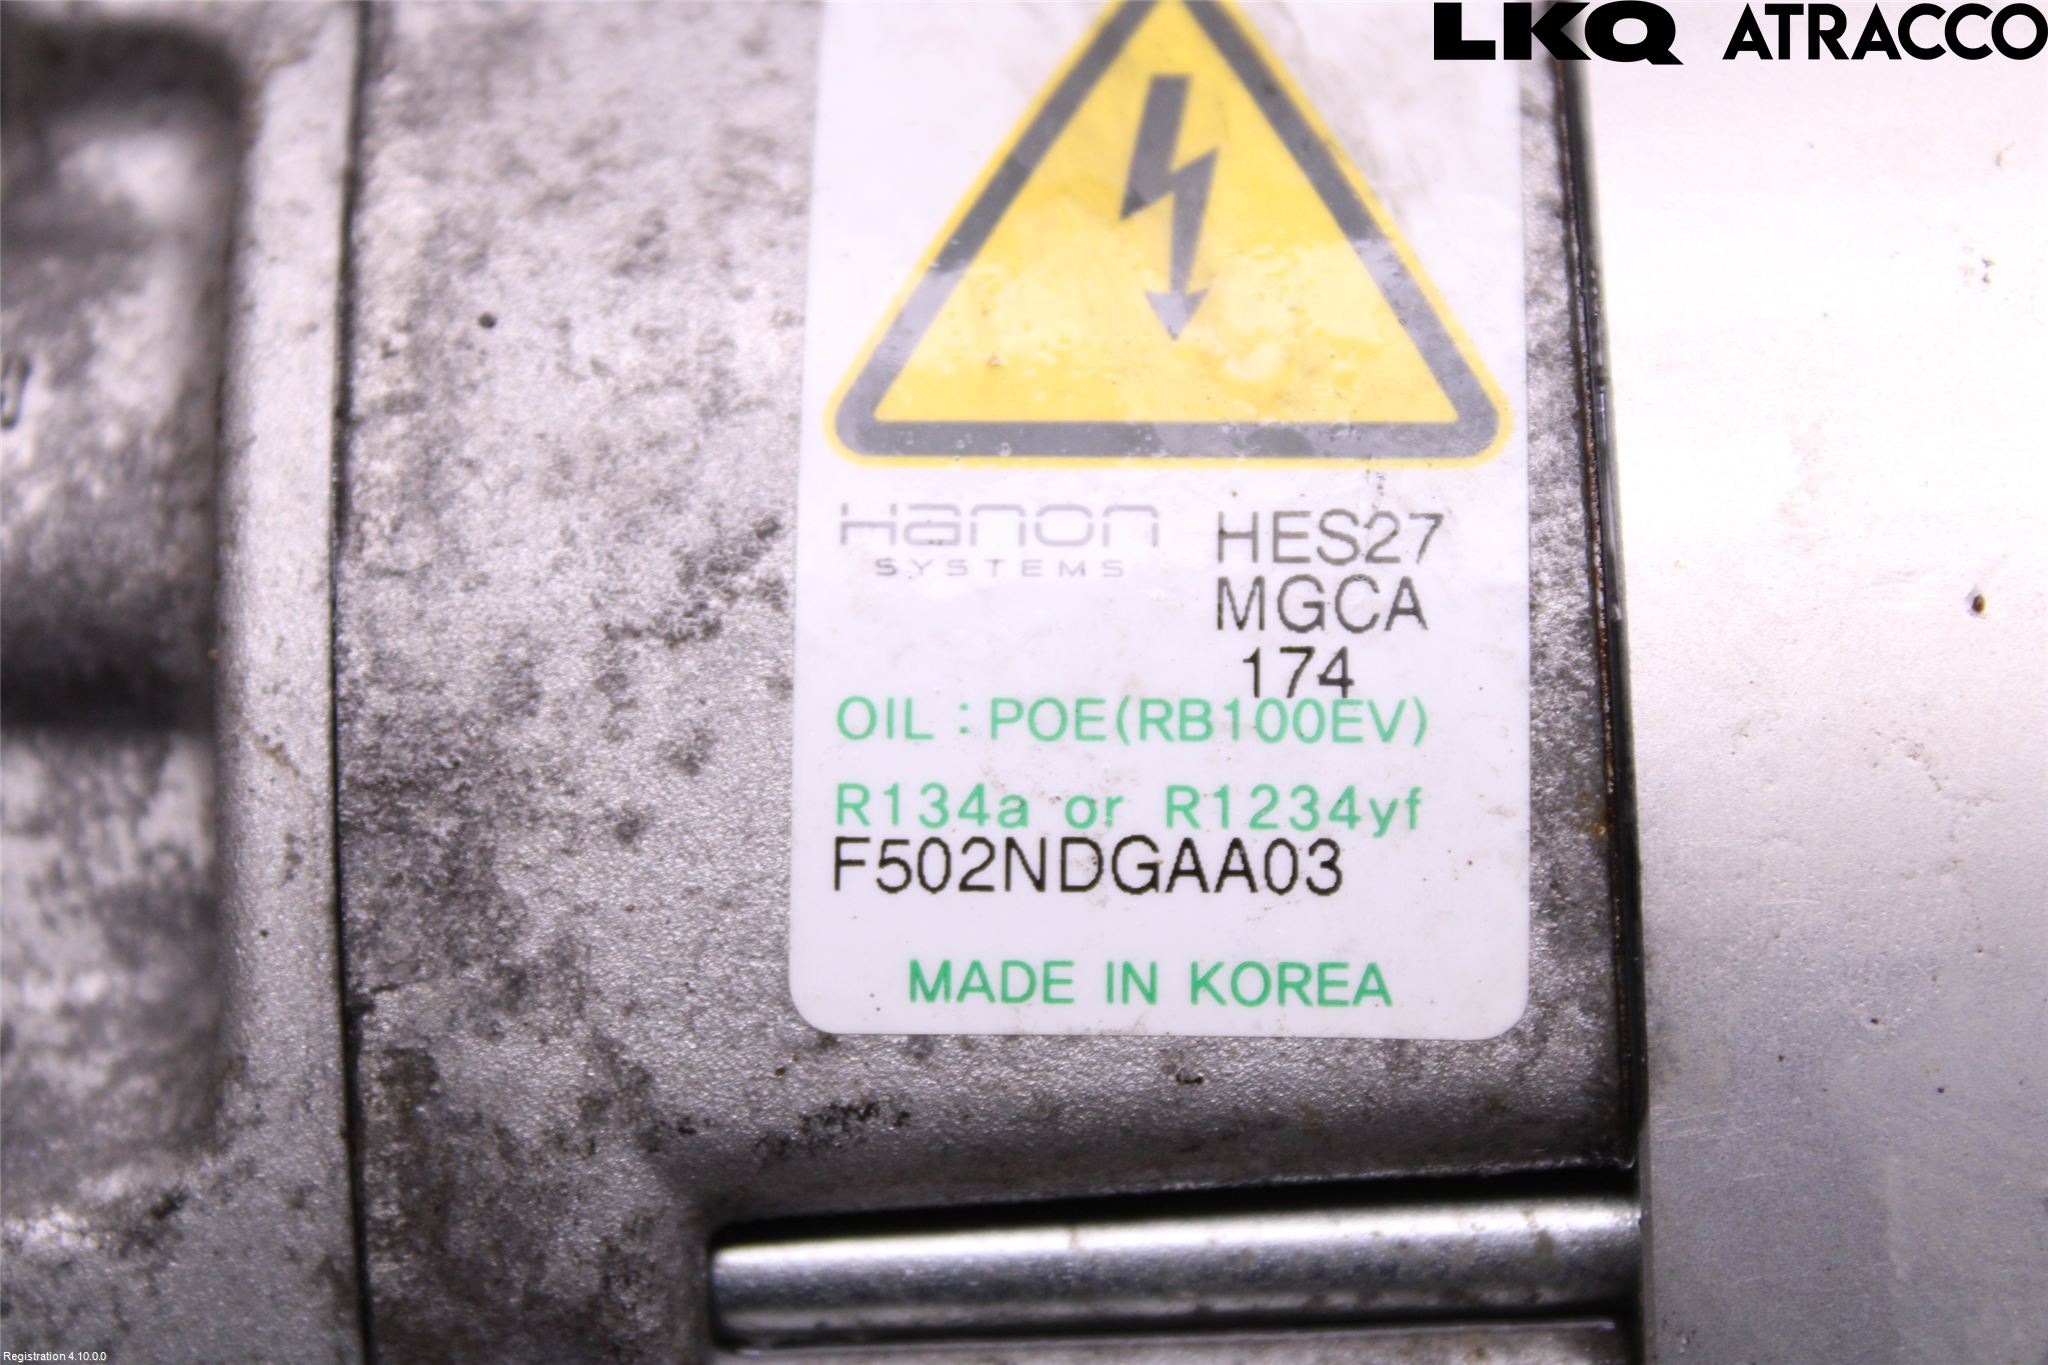 LKQ ATRACCO
Hanon
SYSTEMS
HES27
MGCA
174
OIL : POE(RB100EV)
R134a or R1234yf
F502NDGAA03
MADE IN KOREA
Registration 4.10.0.0